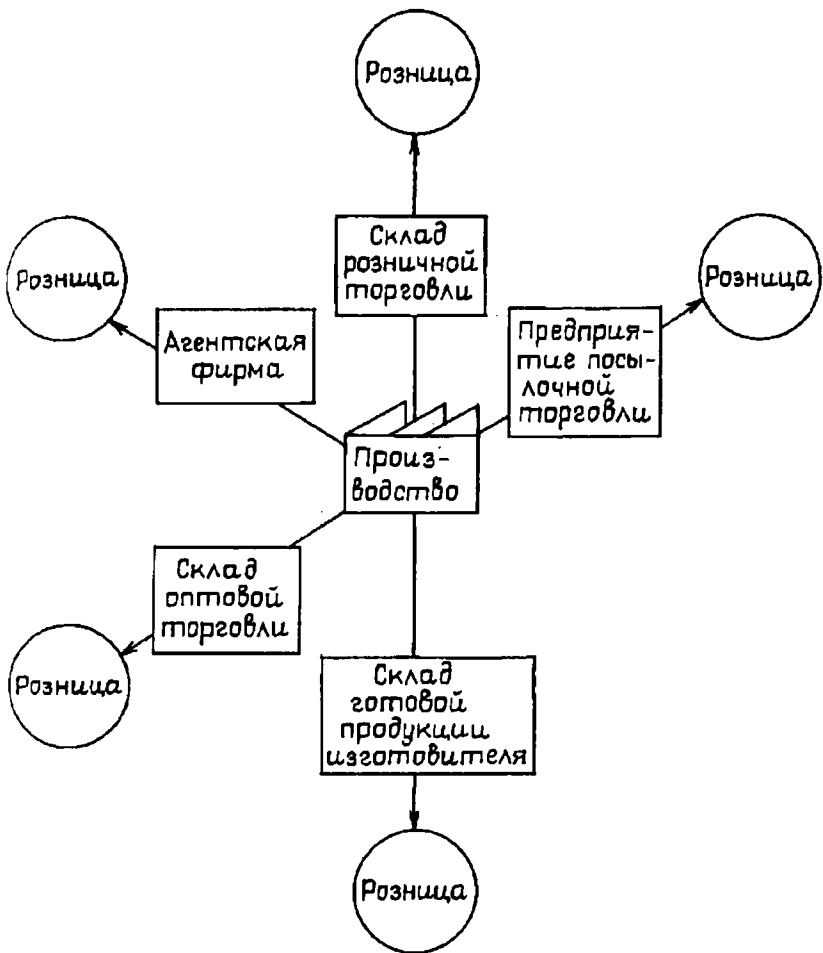 Розница
Склад
розничной
торговли
Розница
Розница
Агентская
фирма
Предприя-
тие посы-
лочной
торговли
Произ-
водство
Склад
оптовой
торговли
Розница
Склад
готовой
продукции
изготовителя
Розница